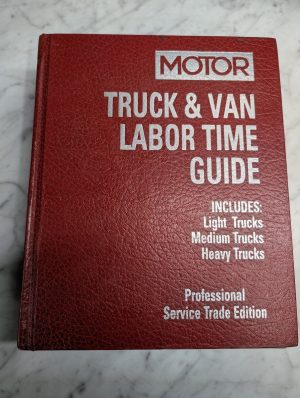 MOTOR
TRUCK & VAN
LABOR TIME
GUIDE
INCLUDES:
Light Trucks
Medium Trucks
Heavy Trucks
Professional
Service Trade Edition